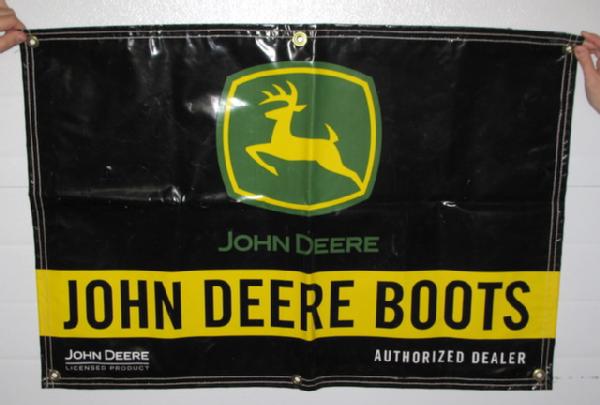 JOHN DEERE
JOHN DEERE BOOTS
JOHN DEERE
LICENSED PRODUCT
AUTHORIZED DEALER